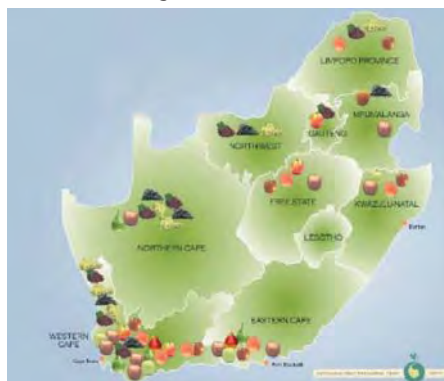 LIMPOPO PROVINCE
MPUMALANGA
GAUTENG
NORTHWEST
FREE STATE
KWAZULU-NATAL
LESOTHO
Durban
NORTHERN CAPE
EASTERN CAPE
WESTERN
CAPE
Cape Town
Port Elizabeth